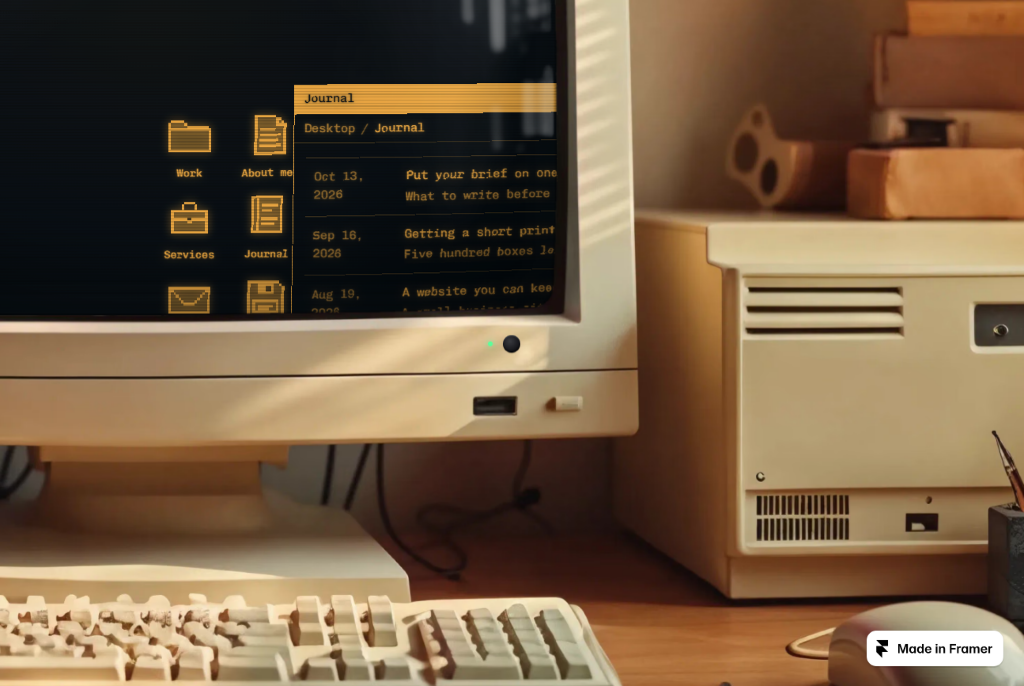 Journal
Desktop / Journal
Work
About me
Oct 13,
2026
Put your brief on one
What to write before
Services
Journal
Sep 16,
2026
Getting a short print
Five hundred boxes
Aug 19,
A website you can kee
Made in Framer